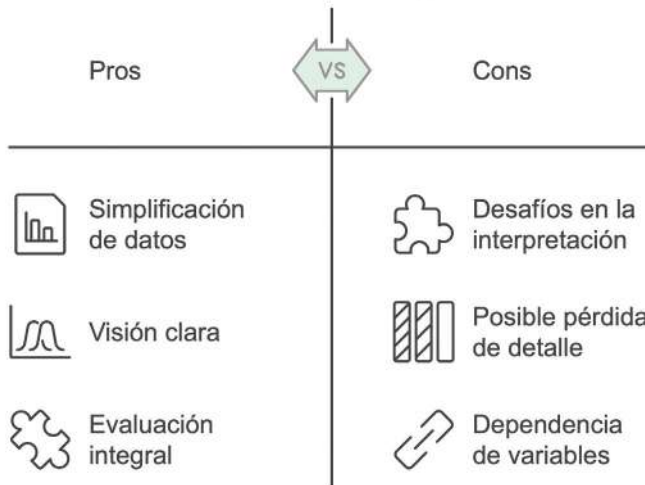 Pros
VS
Cons
Simplificación
de datos
Desafíos en la
interpretación
Visión clara
Posible pérdida
de detalle
Evaluación
integral
Dependencia
de variables